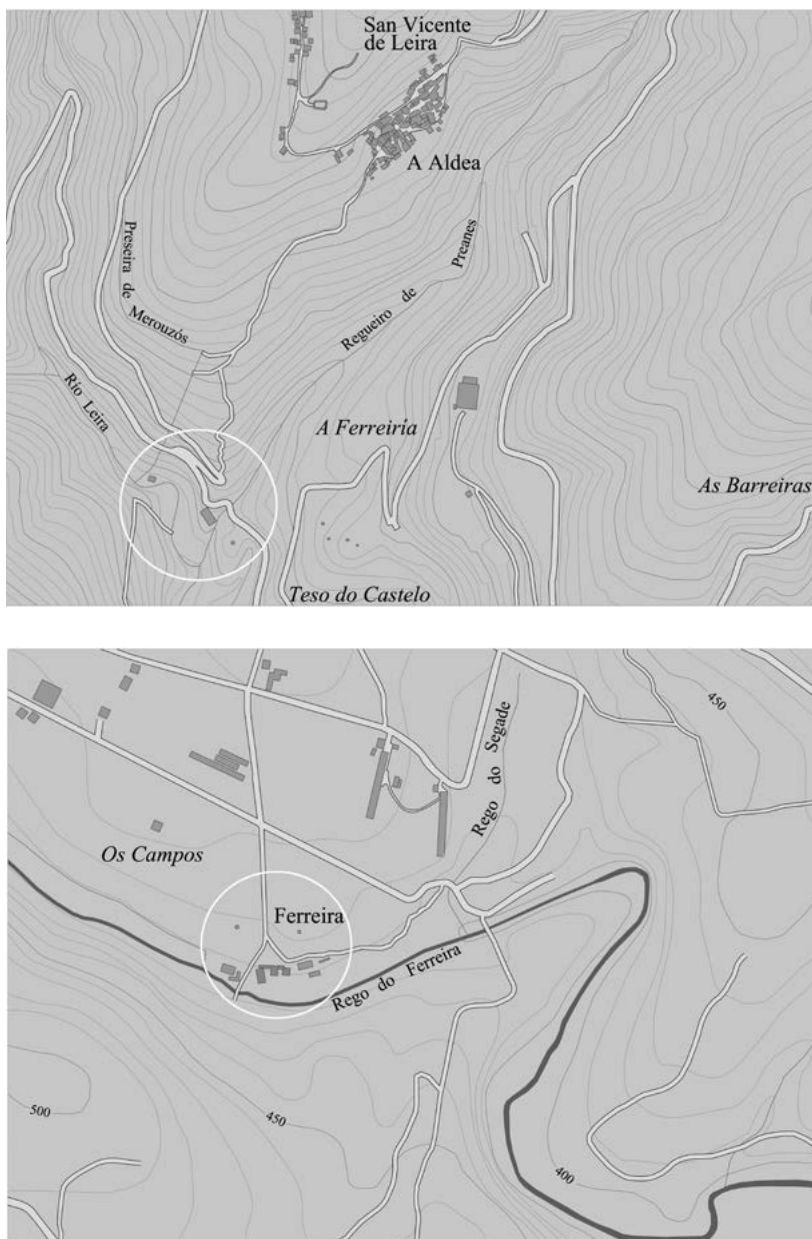 San Vicente
de Leira
A Aldea
Preseira de Merouzós
Regueiro de Preanes
Río Leira
A Ferreiría
As Barreiras
Teso do Castelo
450
Rego do Segade
Os Campos
Ferreira
Rego do Ferreira
500
450
400